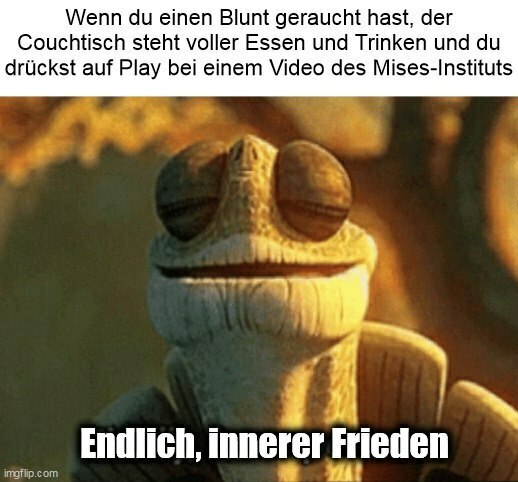 Wenn du einen Blunt geraucht hast, der
Couchtisch steht voller Essen und Trinken und du
drückst auf Play bei einem Video des Mises-Instituts
Endlich, innerer Frieden
imgflip.com